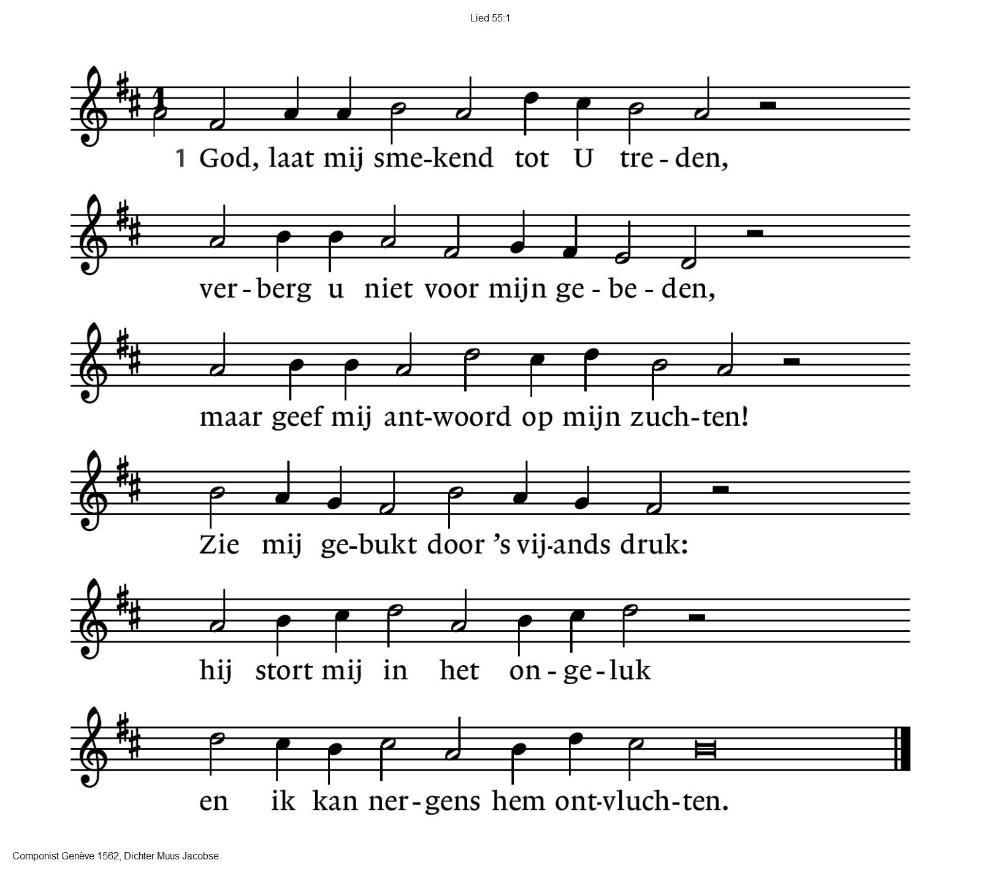 Lied 55:1
1
1 God, laat mij sme-kend tot U tre-den,
ver-berg u niet voor mijn ge-be-den,
maar geef mij ant-woord op mijn zuch-ten!
Zie mij ge-bukt door ’s vij-ands druk:
hij stort mij in het on-ge-luk
en ik kan ner-gens hem ont-vluch-ten.
Componist Genève 1562, Dichter Muus Jacobse